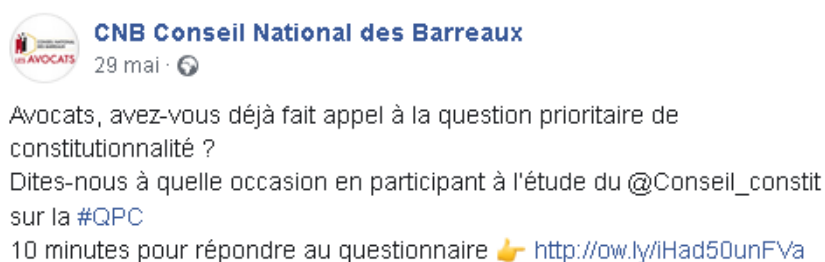 CNB Conseil National des Barreaux
LES AVOCATS
29 mai ·
Avocats, avez-vous déjà fait appel à la question prioritaire de
constitutionnalité ?
Dites-nous à quelle occasion en participant à l'étude du @Conseil_constit
sur la #QPC
10 minutes pour répondre au questionnaire 👉 http://ow.ly/iHad50unFVa